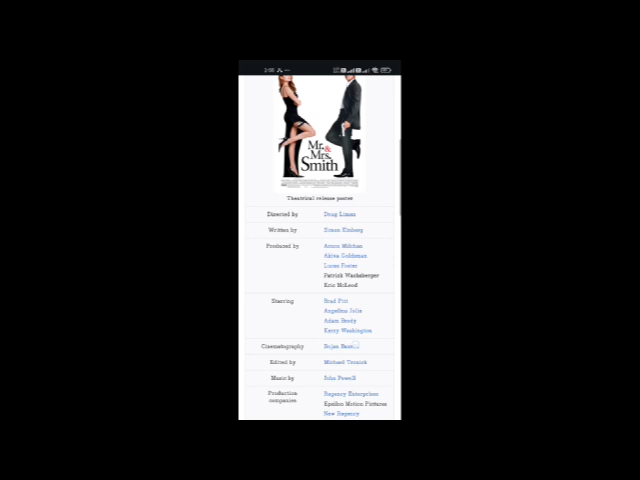 Mr. &
Mrs.
Smith
Theatrical release poster
Directed by Doug Liman
Written by Simon Kinberg
Produced by Arnon Milchan
Akiva Goldsman
Lucas Foster
Patrick Wachsberger
Eric McLeod
Starring Brad Pitt
Angelina Jolie
Adam Brody
Kerry Washington
Cinematography Bojan
Edited by Michael Tronick
Music by John Powell
Production Regency Enterprises
companies Epsilon Motion Pictures
New Regency